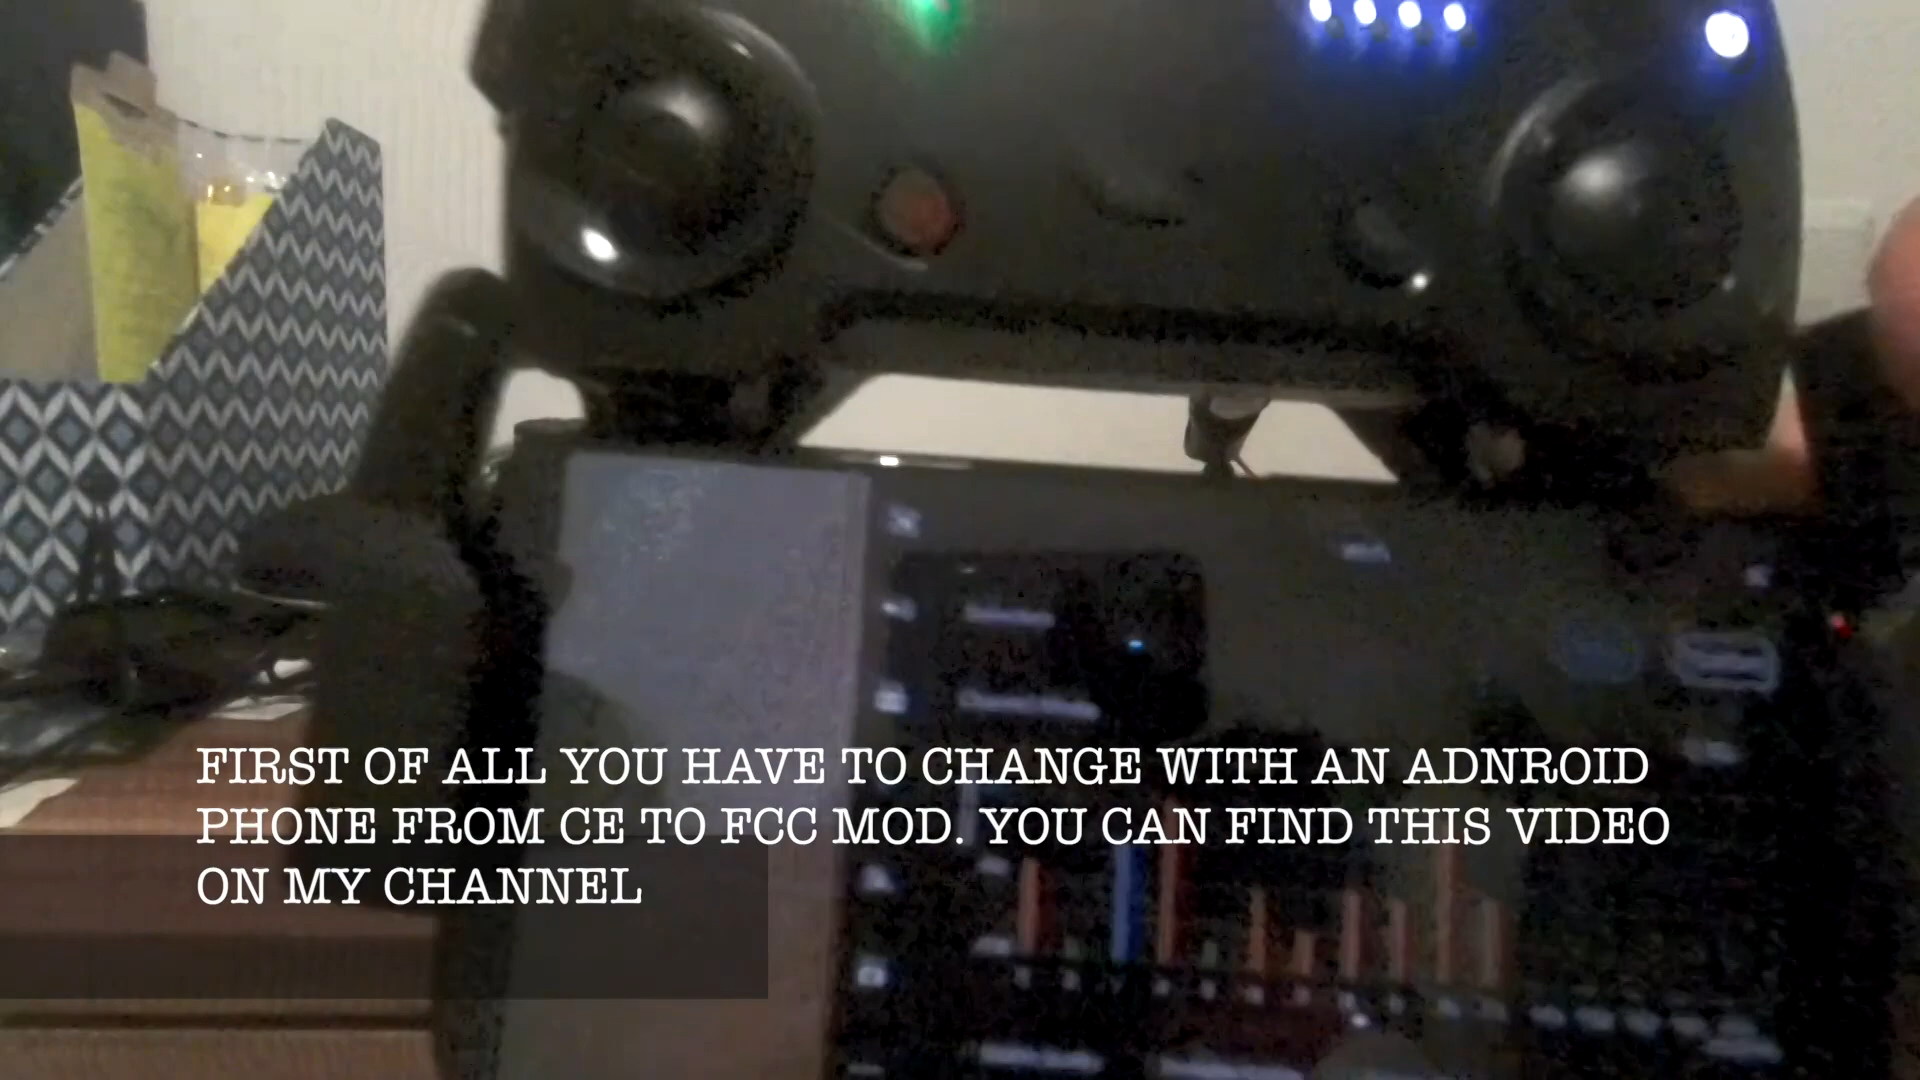 FIRST OF ALL YOU HAVE TO CHANGE WITH AN ADNROID
PHONE FROM CE TO FCC MOD. YOU CAN FIND THIS VIDEO
ON MY CHANNEL